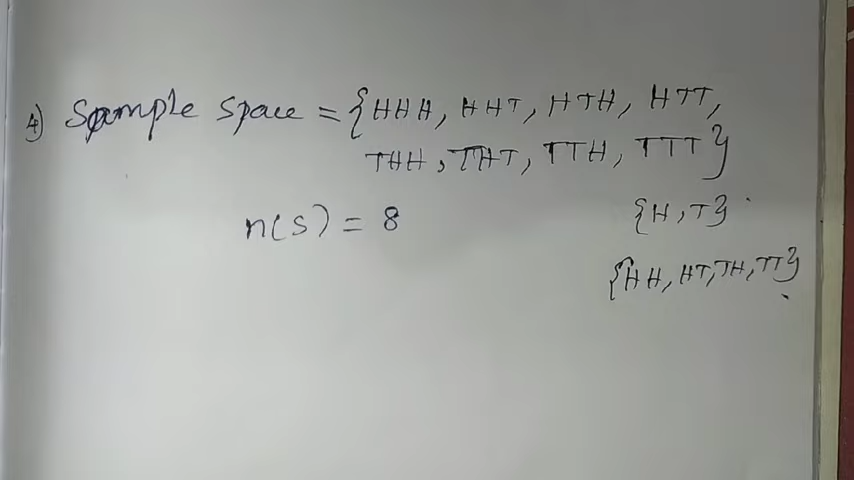 4) Sample space = {HHH, HHT, HTH, HTT,
THH, THT, TTH, TTT}
n(S) = 8
{H, T}
{HH, HT, TH, TT}